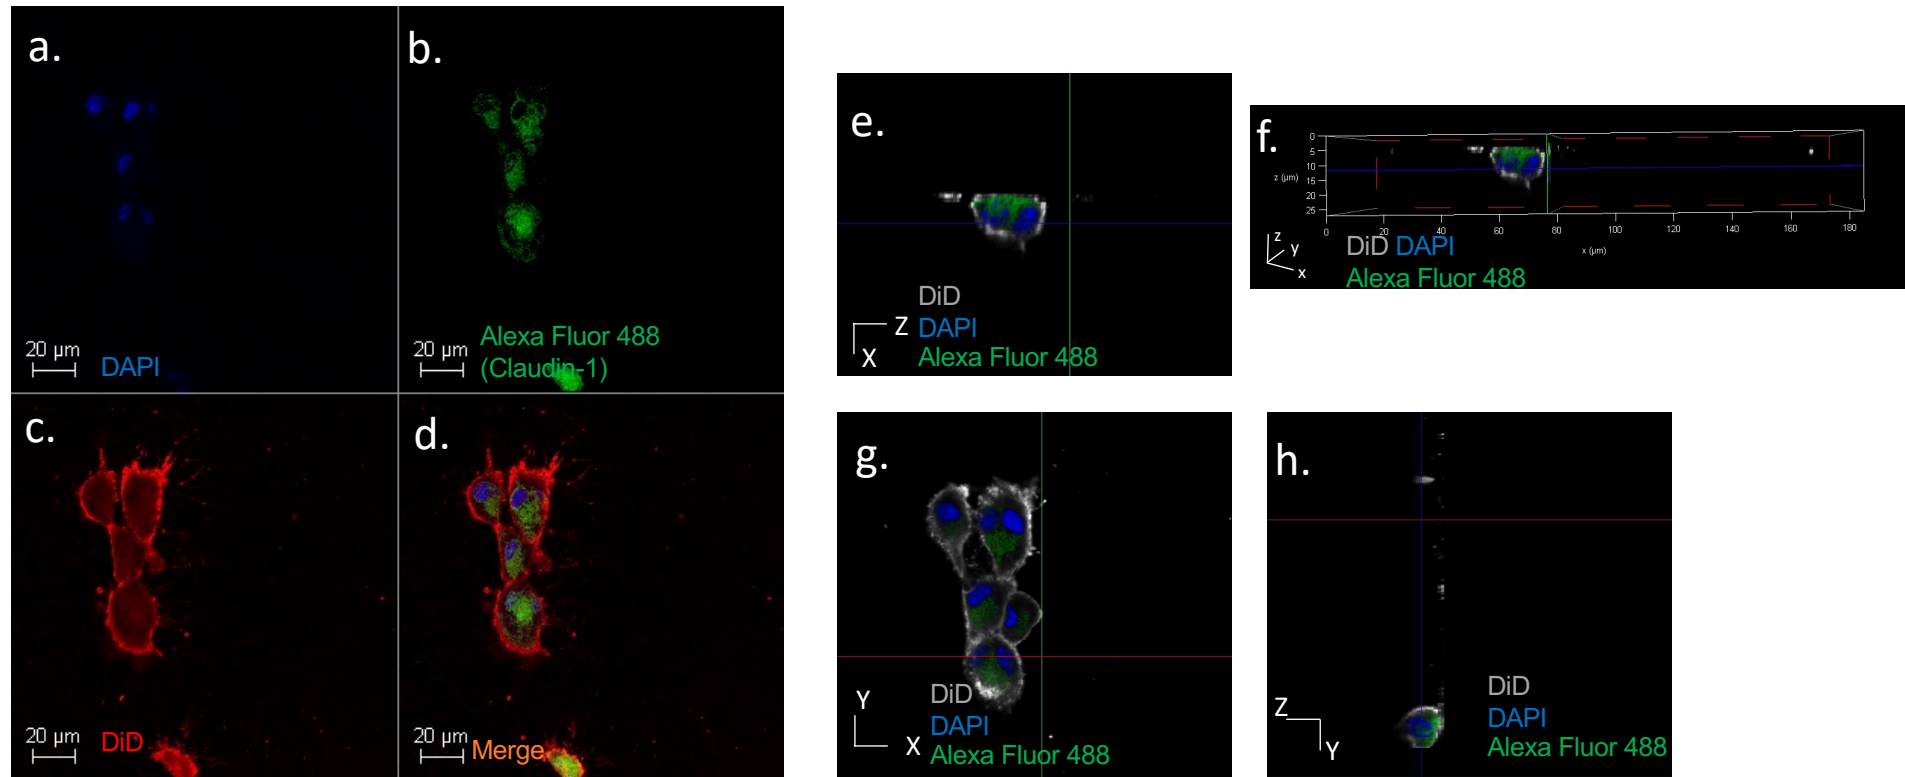 a.
20 µm
DAPI
b.
20 µm
Alexa Fluor 488
(Claudin-1)
c.
20 µm
DiD
d.
20 µm
Merge
e.
Z
X
DiD
DAPI
Alexa Fluor 488
f.
0
5
10
15
20
25
z (µm)
0
20
40
60
80
100
120
140
160
180
x (µm)
z
y
x
DiD DAPI
Alexa Fluor 488
g.
Y
X
DiD
DAPI
Alexa Fluor 488
h.
Z
Y
DiD
DAPI
Alexa Fluor 488